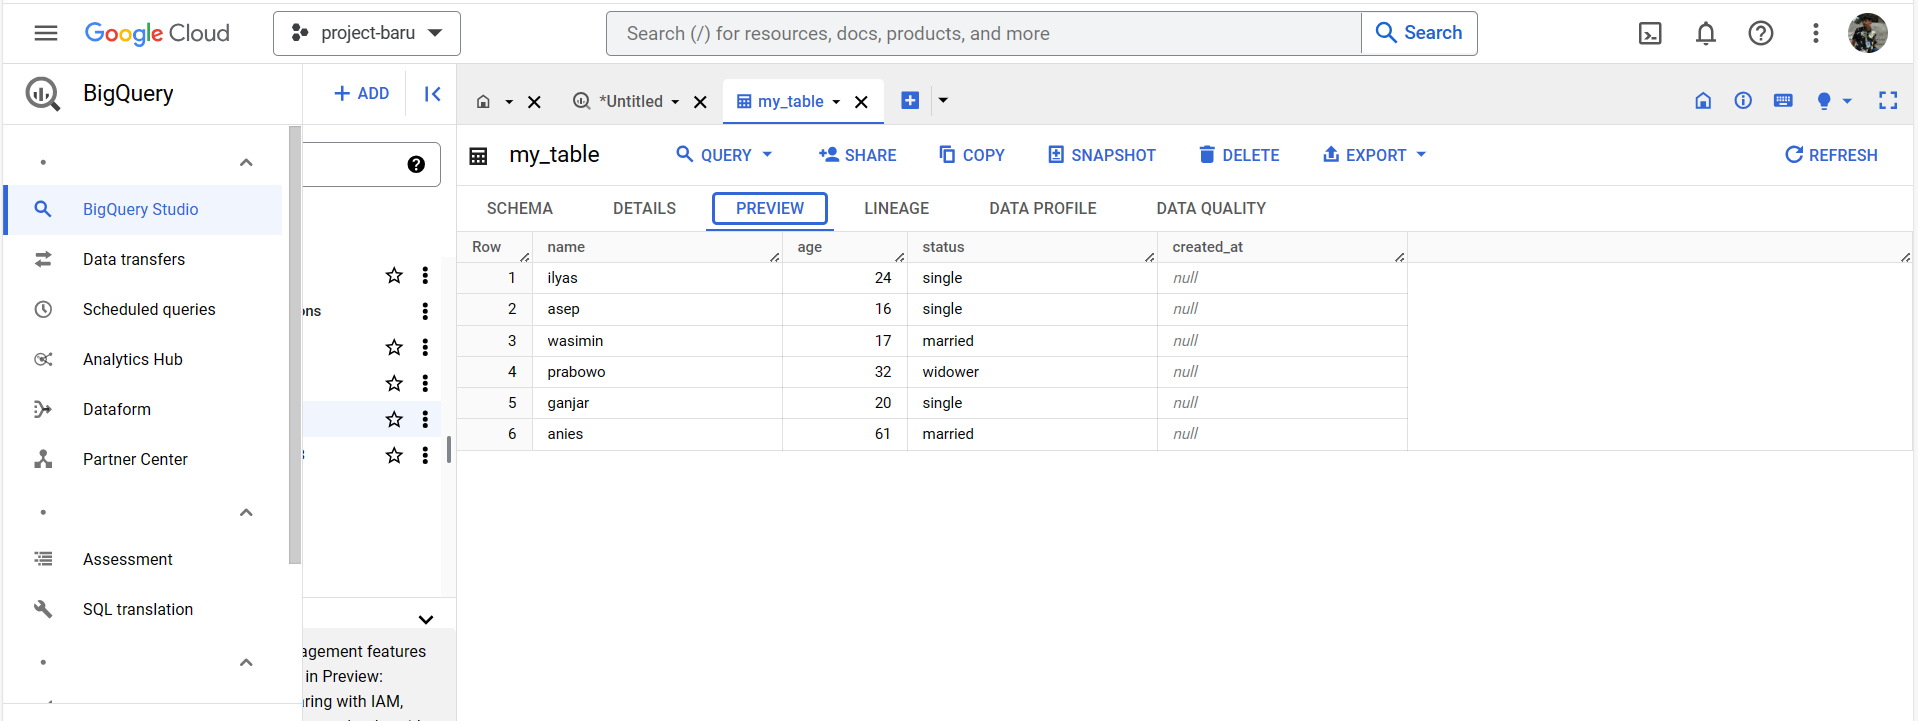 Google Cloud
project-baru
Search (/) for resources, docs, products, and more
Search
BigQuery
+ ADD
*Untitled
my_table
my_table
QUERY
SHARE
COPY
SNAPSHOT
DELETE
EXPORT
REFRESH
SCHEMA
DETAILS
PREVIEW
LINEAGE
DATA PROFILE
DATA QUALITY
BigQuery Studio
Data transfers
Scheduled queries
Analytics Hub
Dataform
Partner Center
Assessment
SQL translation
ons
agement features
in Preview:
ring with IAM,
Row name age status created_at
1 ilyas 24 single null
2 asep 16 single null
3 wasimin 17 married null
4 prabowo 32 widower null
5 ganjar 20 single null
6 anies 61 married null